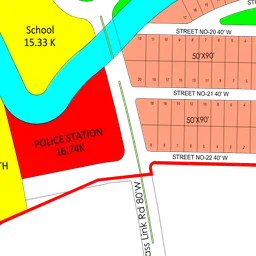 School
15.33 K
STREET NO-20 40' W
50'X90'
STREET NO-21 40' W
50'X90'
POLICE STATION
16.74K
STREET NO-22 40' W
Link Rd 80'W